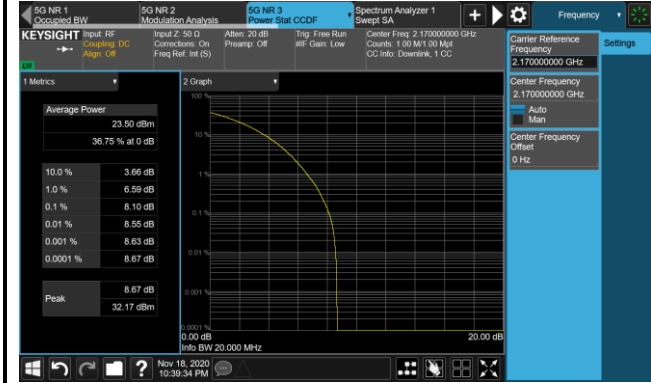 5G NR 1
Occupied BW
5G NR 2
Modulation Analysis
5G NR 3
Power Stat CCDF
Spectrum Analyzer 1
Swept SA
Frequency
KEYSIGHT
Input: RF
Coupling: DC
Align: Off
Input Z: 50 Ω
Corrections: On
Freq Ref: Int (S)
Atten: 20 dB
Preamp: Off
Trig: Free Run
#IF Gain: Low
Center Freq: 2.170000000 GHz
Counts: 1.00 M/1.00 Mpt
CC Info: Downlink, 1 CC
1 Metrics
Average Power
23.50 dBm
36.75 % at 0 dB
10.0 % 3.66 dB
1.0 % 6.59 dB
0.1 % 8.10 dB
0.01 % 8.55 dB
0.001 % 8.63 dB
0.0001 % 8.67 dB
Peak
8.67 dB
32.17 dBm
2 Graph
100 %
10 %
1 %
0.1 %
0.01 %
0.001 %
0.0001 %
0.00 dB 20.00 dB
Info BW 20.000 MHz
Carrier Reference
Frequency
2.170000000 GHz
Center Frequency
2.170000000 GHz
Auto
Man
Center Frequency
Offset
0 Hz
Settings
?
Nov 18, 2020
10:39:34 PM